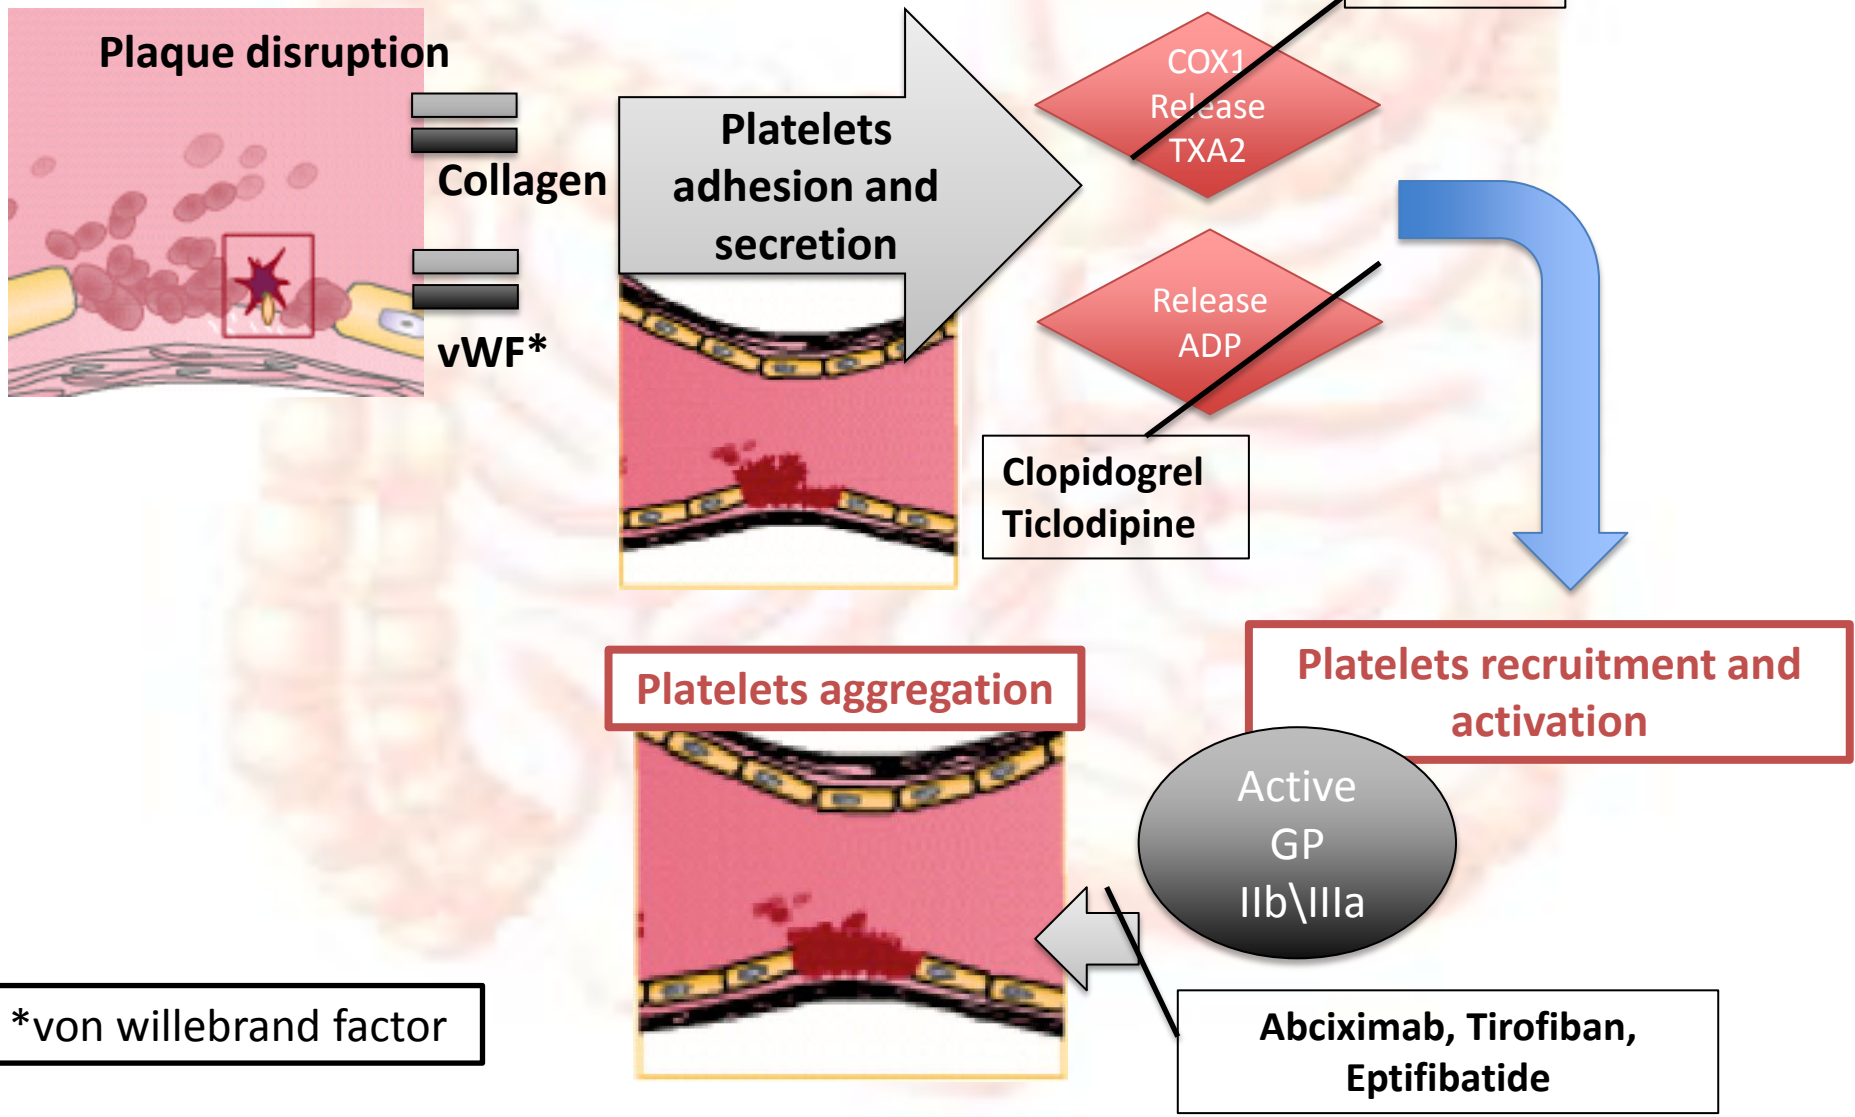 Plaque disruption
Collagen
vWF*
Platelets
adhesion and
secretion
COX1
Release
TXA2
Release
ADP
Clopidogrel
Ticlodipine
Platelets recruitment and
activation
Active
GP
IIb\IIIa
Platelets aggregation
Abciximab, Tirofiban,
Eptifibatide
*von willebrand factor